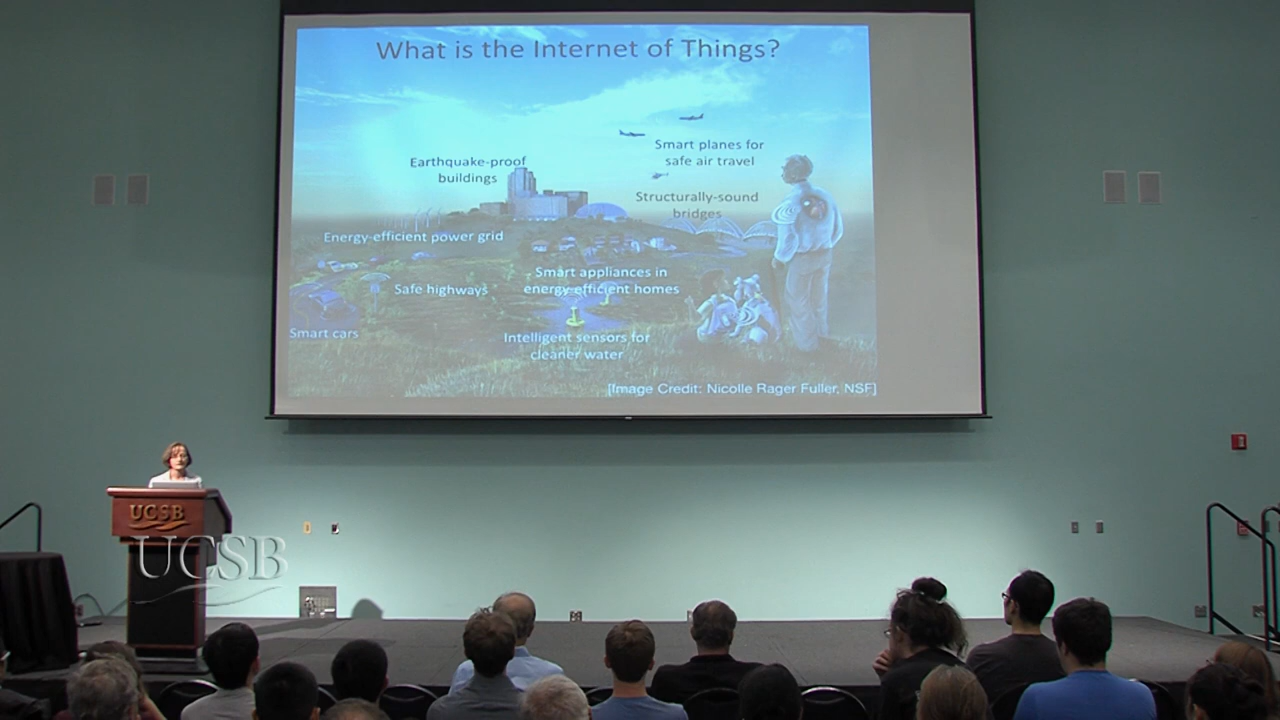 What is the Internet of Things?
Smart planes for
safe air travel
Earthquake-proof
buildings
Structurally-sound
bridges
Energy-efficient power grid
Smart appliances in
energy-efficient homes
Safe highways
Smart cars
Intelligent sensors for
cleaner water
[Image Credit: Nicolle Rager Fuller, NSF]
UCSB
UCSB